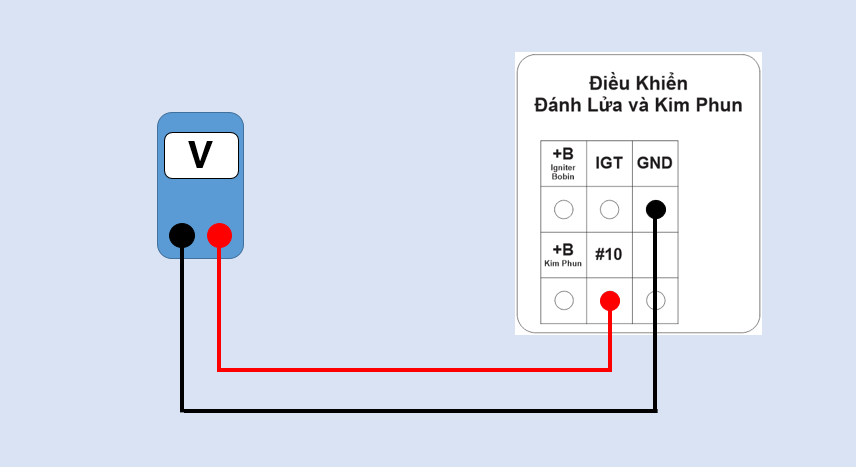 Điều Khiển
Đánh Lửa và Kim Phun
V
+B
Igniter
Bobin
IGT
GND
+B
Kim Phun
#10